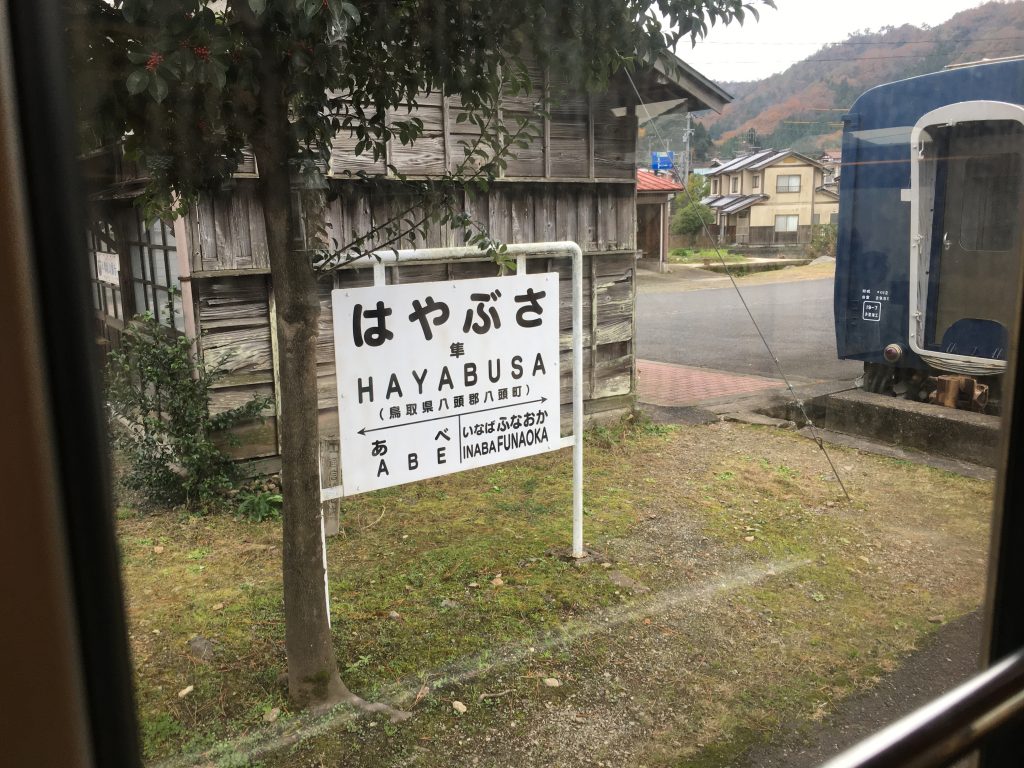 はやぶさ
隼
HAYABUSA
(鳥取県八頭郡八頭町)
あべ いなばふなおか
ABE INABAFUNAOKA